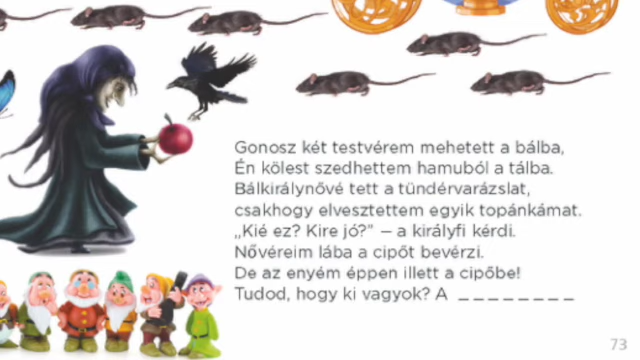 Gonosz két testvérem mehetett a bálba,
Én kölest szedhettem hamuból a tálba.
Bálkirálynővé tett a tündérvarázslat,
csakhogy elvesztettem egyik topánkámat.
„Kié ez? Kire jó?” – a királyfi kérdi.
Nővéreim lába a cipőt bevérzi.
De az enyém éppen illett a cipőbe!
Tudod, hogy ki vagyok? A _ _ _ _ _ _ _ _
73